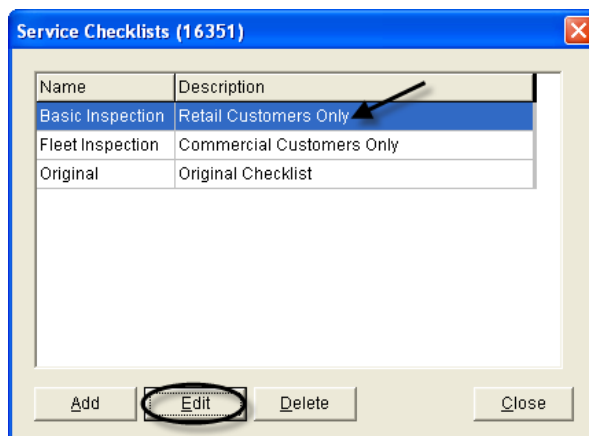 Service Checklists (16351)
Name Description
Basic Inspection Retail Customers Only
Fleet Inspection Commercial Customers Only
Original Original Checklist
Add Edit Delete Close